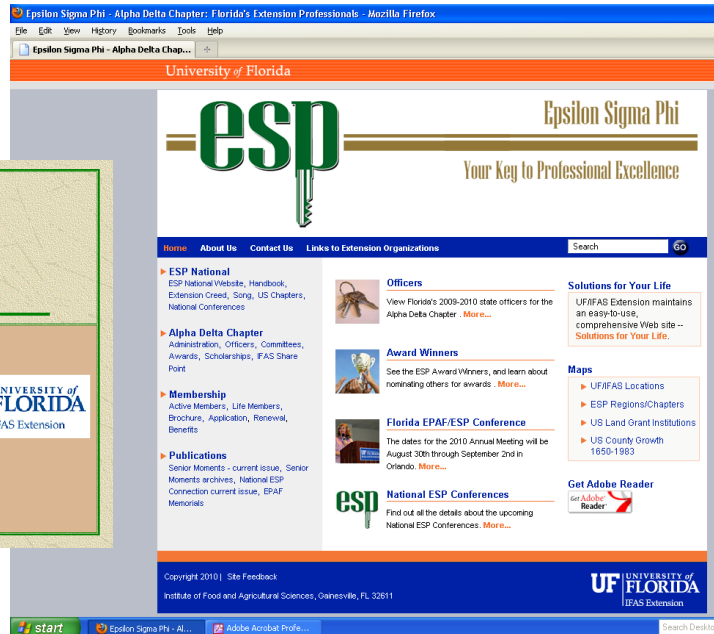 Epsilon Sigma Phi - Alpha Delta Chapter: Florida's Extension Professionals - Mozilla Firefox
File Edit View History Bookmarks Tools Help
Epsilon Sigma Phi - Alpha Delta Chap...
University of Florida
esp
Epsilon Sigma Phi
Your Key to Professional Excellence
Home About Us Contact Us Links to Extension Organizations
Search GO
ESP National
ESP National Website, Handbook,
Extension Creed, Song, US Chapters,
National Conferences
Alpha Delta Chapter
Administration, Officers, Committees,
Awards, Scholarships, IFAS Share
Point
Membership
Active Members, Life Members,
Brochure, Application, Renewal,
Benefits
Publications
Senior Moments - current issue, Senior
Moments archives, National ESP
Connection current issue, EPAF
Memorials
Officers
View Florida's 2009-2010 state officers for the
Alpha Delta Chapter . More...
Award Winners
See the ESP Award Winners, and learn about
nominating others for awards . More...
Florida EPAF/ESP Conference
The dates for the 2010 Annual Meeting will be
August 30th through September 2nd in
Orlando. More...
esp
National ESP Conferences
Find out all the details about the upcoming
National ESP Conferences. More...
Solutions for Your Life
UF/IFAS Extension maintains
an easy-to-use,
comprehensive Web site --
Solutions for Your Life.
Maps
UF/IFAS Locations
ESP Regions/Chapters
US Land Grant Institutions
US County Growth
1650-1983
Get Adobe Reader
Get Adobe
Reader
NIVERSITY of
FLORIDA
FAS Extension
Copyright 2010 | Site Feedback
Institute of Food and Agricultural Sciences, Gainesville, FL 32611
UF UNIVERSITY of
FLORIDA
IFAS Extension
start
Epsilon Sigma Phi - Al...
Adobe Acrobat Profe...
Search Deskto